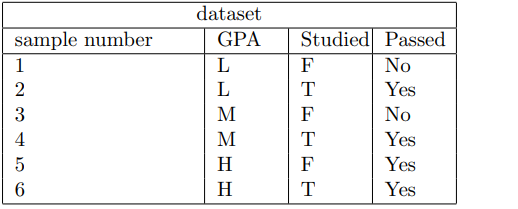 dataset
sample number GPA Studied Passed
1 L F No
2 L T Yes
3 M F No
4 M T Yes
5 H F Yes
6 H T Yes